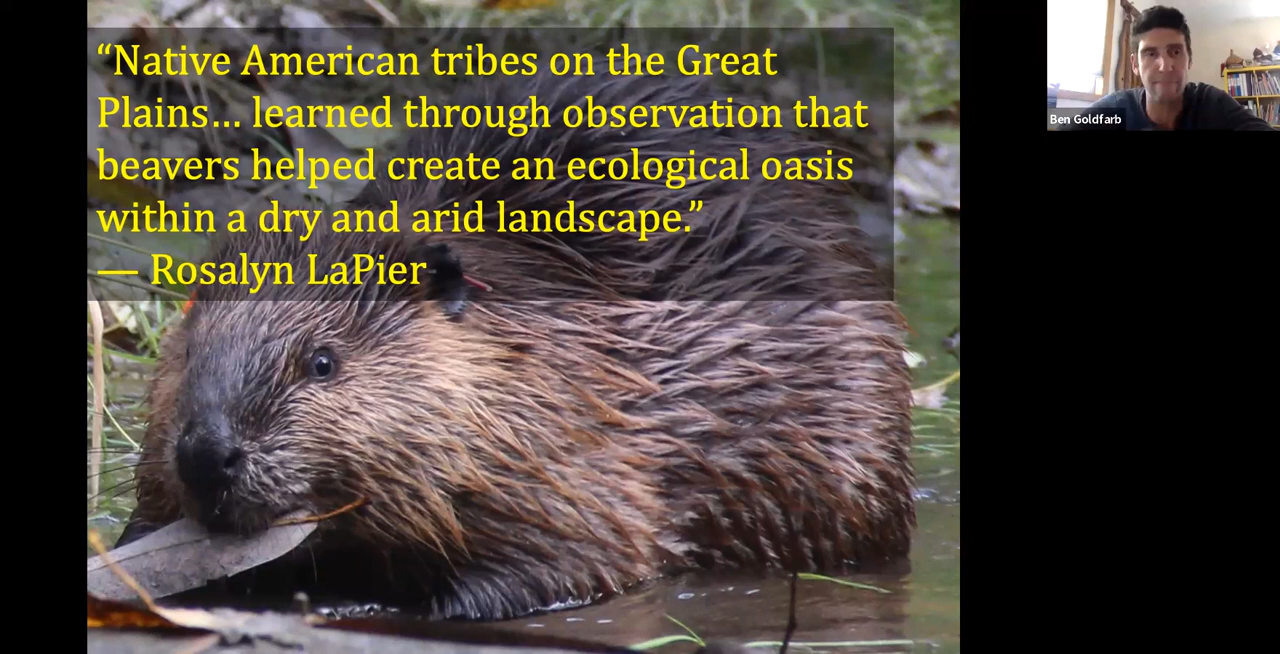 “Native American tribes on the Great
Plains… learned through observation that
beavers helped create an ecological oasis
within a dry and arid landscape.”
— Rosalyn LaPier
Ben Goldfarb